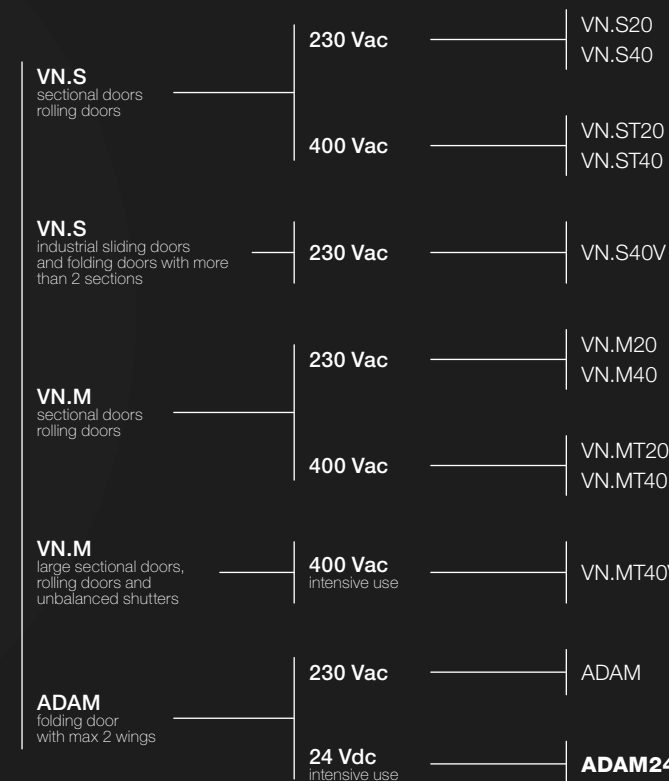 VN.S
sectional doors
rolling doors
230 Vac
VN.S20
VN.S40
400 Vac
VN.ST20
VN.ST40
VN.S
industrial sliding doors
and folding doors with more
than 2 sections
230 Vac
VN.S40V
VN.M
sectional doors
rolling doors
230 Vac
VN.M20
VN.M40
400 Vac
VN.MT20
VN.MT40
VN.M
large sectional doors,
rolling doors and
unbalanced shutters
400 Vac
intensive use
VN.MT40V
ADAM
folding door
with max 2 wings
230 Vac
ADAM
24 Vdc
intensive use
ADAM24